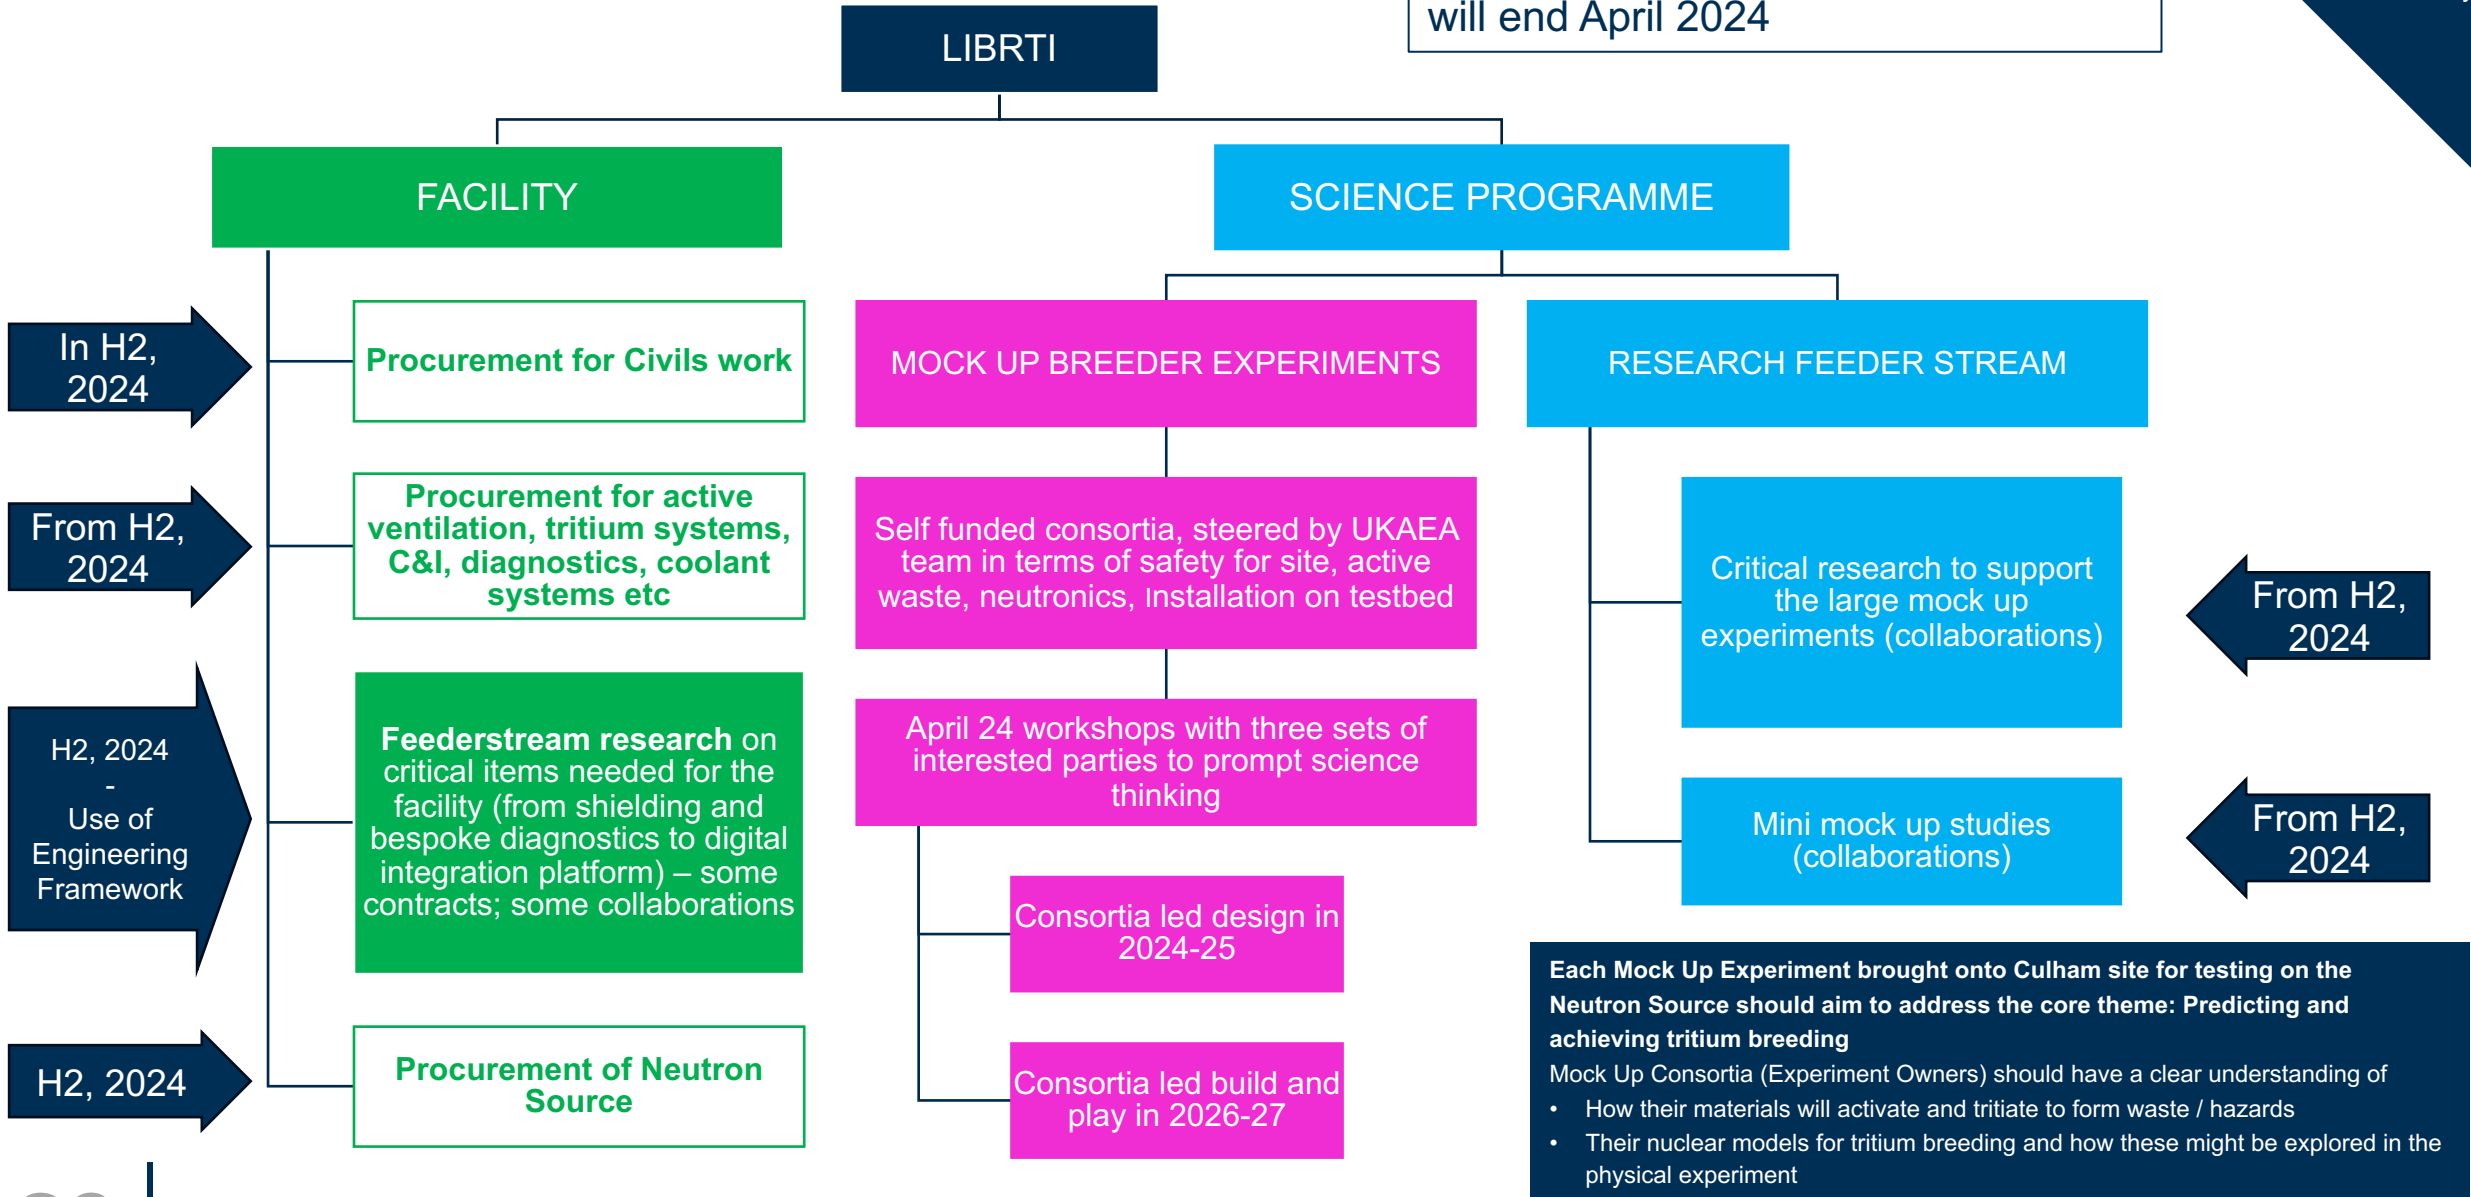 will end April 2024
LIBRTI
FACILITY
SCIENCE PROGRAMME
In H2,
2024
Procurement for Civils work
From H2,
2024
Procurement for active
ventilation, tritium systems,
C&I, diagnostics, coolant
systems etc
H2, 2024
-
Use of
Engineering
Framework
Feederstream research on
critical items needed for the
facility (from shielding and
bespoke diagnostics to digital
integration platform) – some
contracts; some collaborations
H2, 2024
Procurement of Neutron
Source
MOCK UP BREEDER EXPERIMENTS
Self funded consortia, steered by UKAEA
team in terms of safety for site, active
waste, neutronics, Installation on testbed
April 24 workshops with three sets of
interested parties to prompt science
thinking
Consortia led design in
2024-25
Consortia led build and
play in 2026-27
RESEARCH FEEDER STREAM
Critical research to support
the large mock up
experiments (collaborations)
From H2,
2024
Mini mock up studies
(collaborations)
From H2,
2024
Each Mock Up Experiment brought onto Culham site for testing on the
Neutron Source should aim to address the core theme: Predicting and
achieving tritium breeding
Mock Up Consortia (Experiment Owners) should have a clear understanding of
• How their materials will activate and tritiate to form waste / hazards
• Their nuclear models for tritium breeding and how these might be explored in the
physical experiment